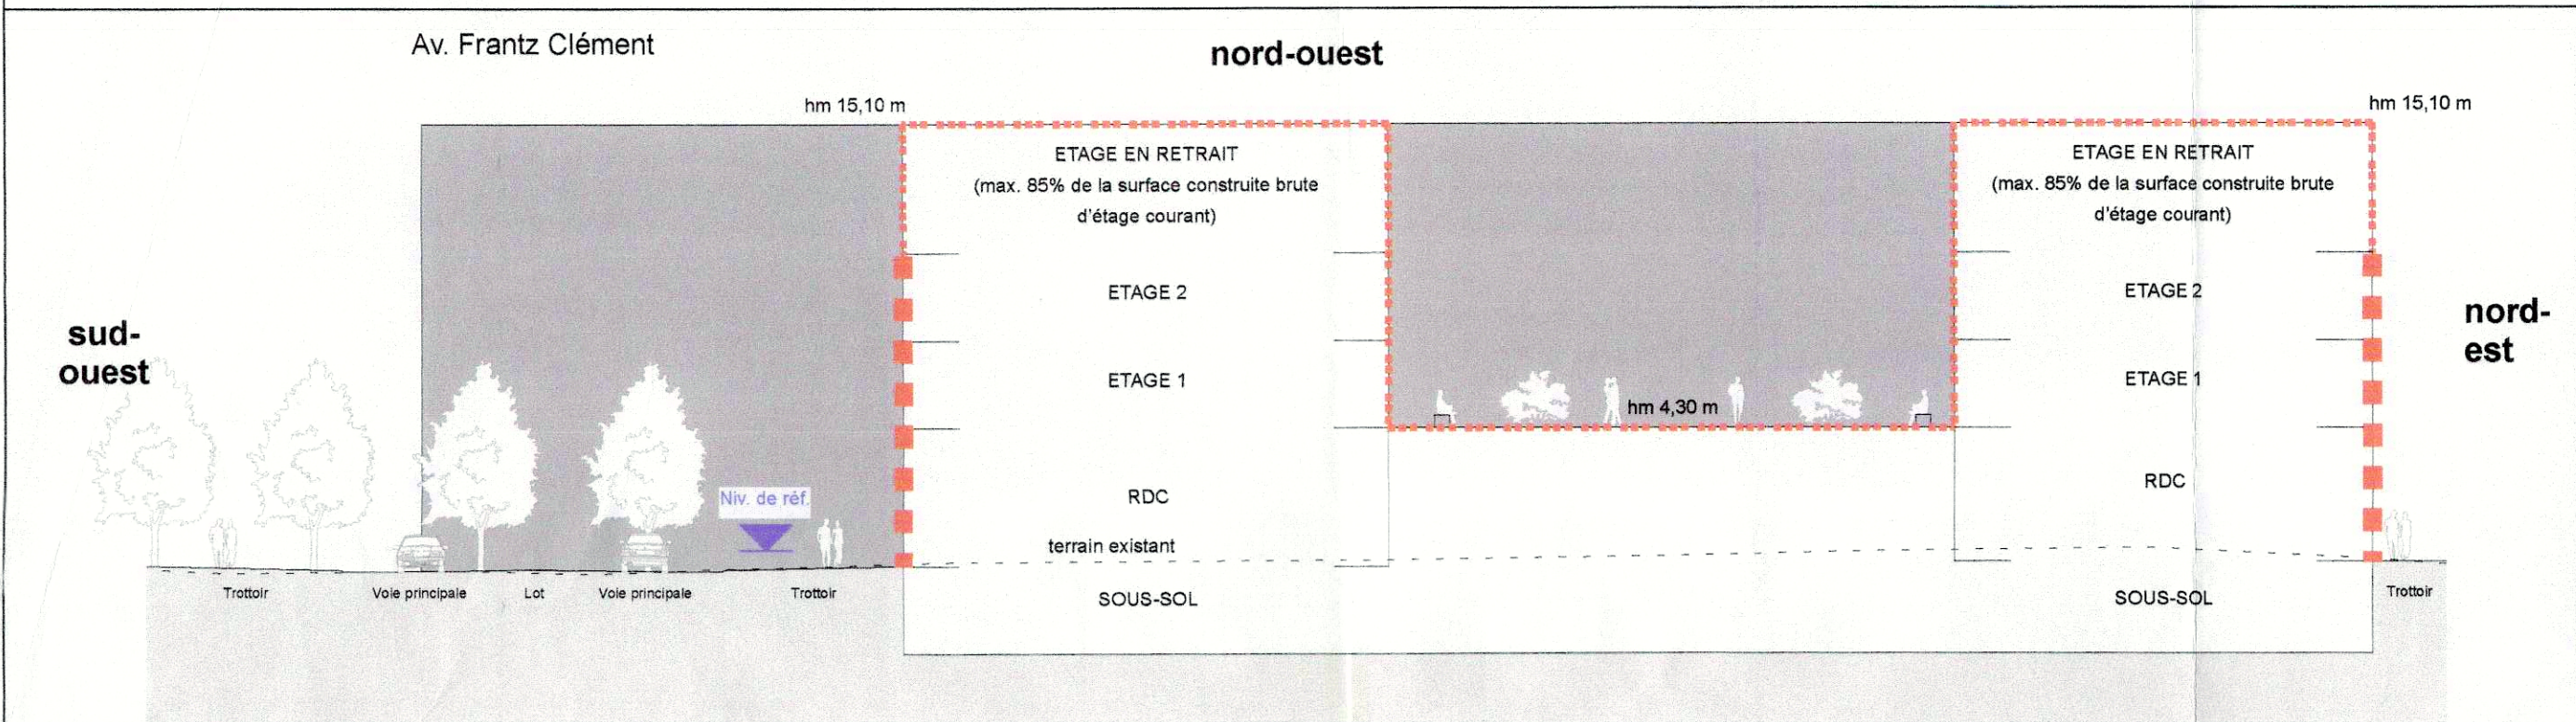 Av. Frantz Clément
nord-ouest
hm 15,10 m
hm 15,10 m
ETAGE EN RETRAIT
(max. 85% de la surface construite brute
d'étage courant)
ETAGE EN RETRAIT
(max. 85% de la surface construite brute
d'étage courant)
ETAGE 2
ETAGE 2
sud-
ouest
nord-
est
ETAGE 1
ETAGE 1
hm 4,30 m
Niv. de réf.
RDC
RDC
terrain existant
Trottoir
Voie principale
Lot
Voie principale
Trottoir
SOUS-SOL
SOUS-SOL
Trottoir